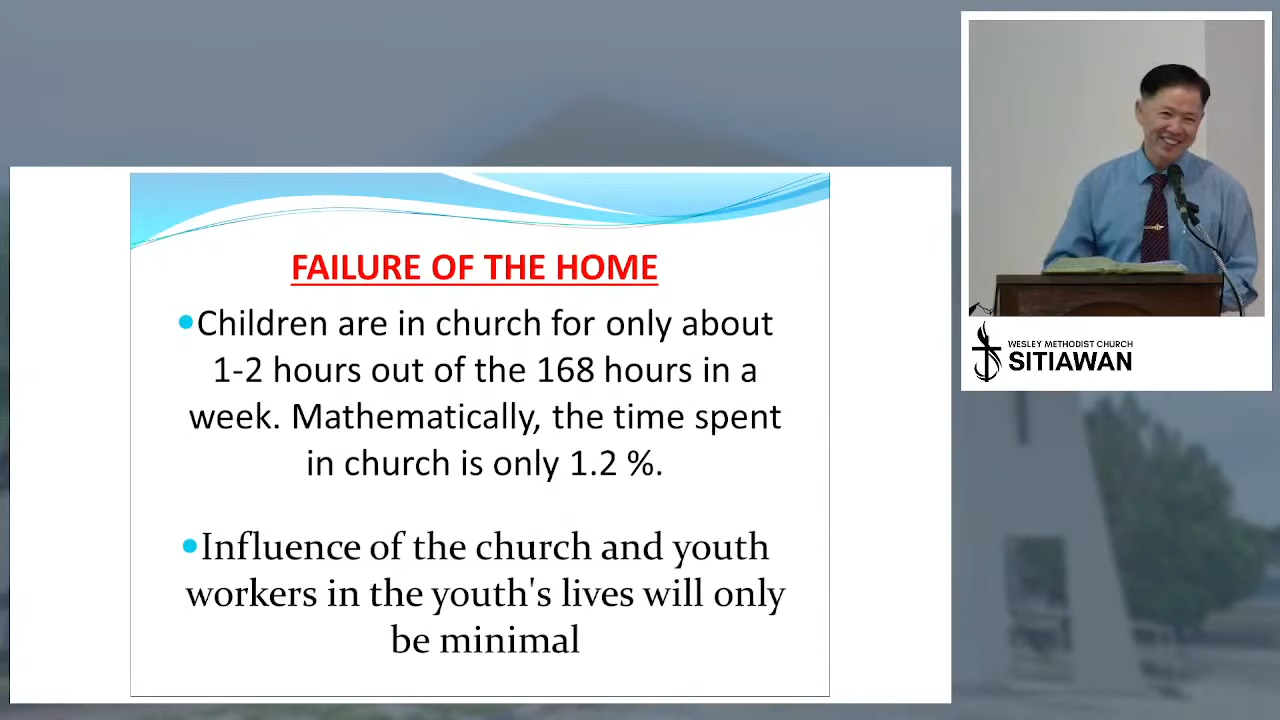 FAILURE OF THE HOME
•Children are in church for only about
1-2 hours out of the 168 hours in a
week. Mathematically, the time spent
in church is only 1.2 %.
•Influence of the church and youth
workers in the youth's lives will only
be minimal
WESLEY METHODIST CHURCH
SITIAWAN